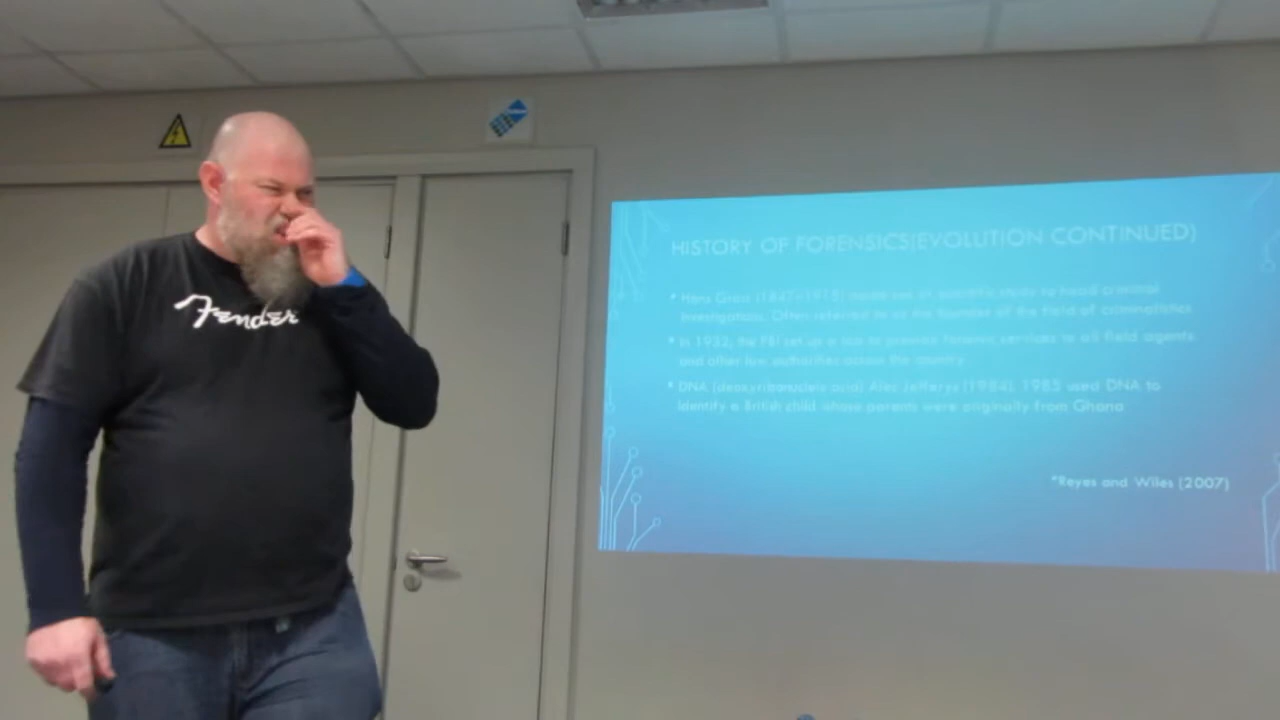 Fender
HISTORY OF FORENSICS(EVOLUTION CONTINUED)
* Hans Gross (1847-1915) made use of scientific study to head criminal
investigations. Often referred to as the founder of the field of criminalistics
* In 1932, the FBI set up a lab to provide forensic services to all field agents
and other law authorities across the country.
* DNA (deoxyribonucleic acid) Alec Jefferys (1984). 1985 used DNA to
identify a British child whose parents were originally from Ghana
*Reyes and Wiles (2007)